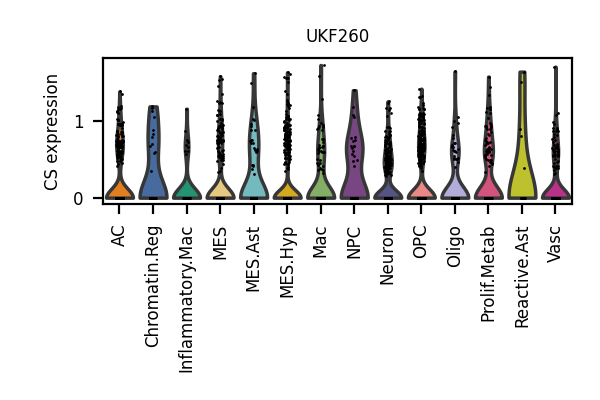 UKF260
CS expression
1
0
AC
Chromatin.Reg
Inflammatory.Mac
MES
MES.Ast
MES.Hyp
Mac
NPC
Neuron
OPC
Oligo
Prolif.Metab
Reactive.Ast
Vasc